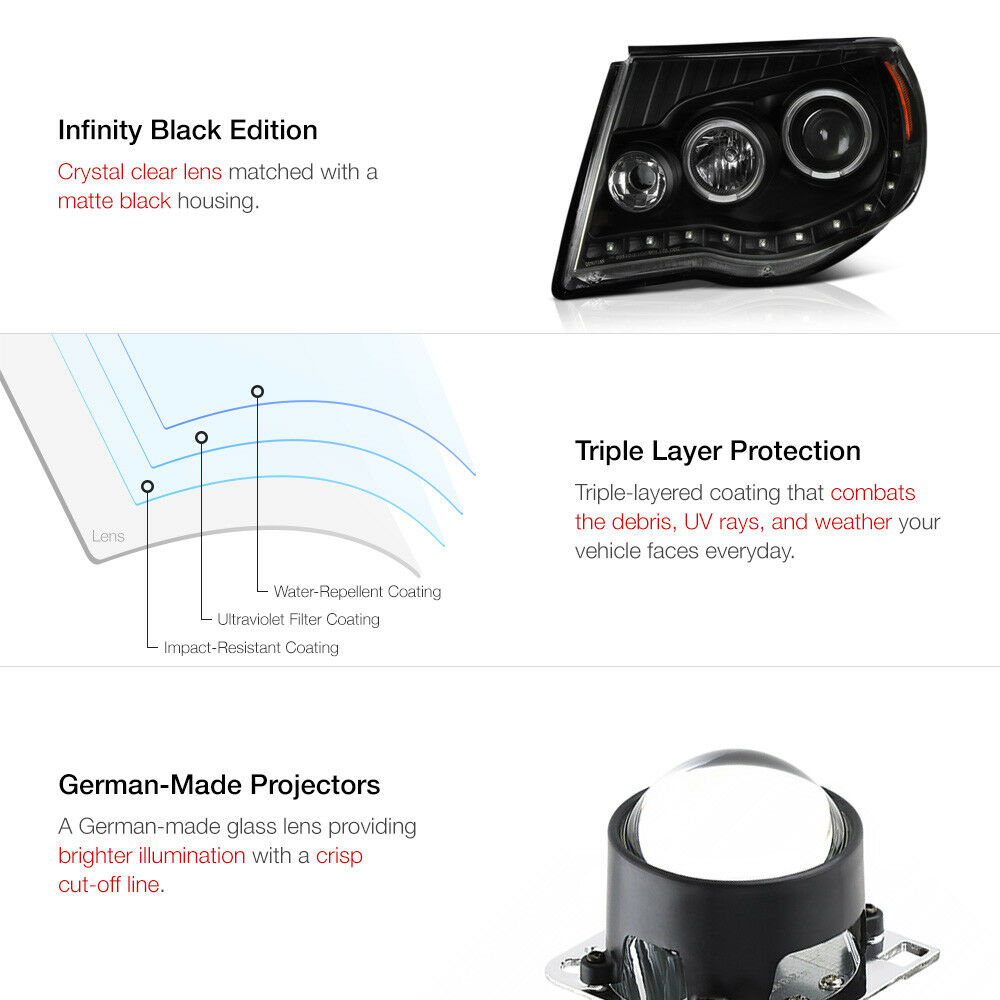 Infinity Black Edition
Crystal clear lens matched with a
matte black housing.
Lens
Water-Repellent Coating
Ultraviolet Filter Coating
Impact-Resistant Coating
Triple Layer Protection
Triple-layered coating that combats
the debris, UV rays, and weather your
vehicle faces everyday.
German-Made Projectors
A German-made glass lens providing
brighter illumination with a crisp
cut-off line.